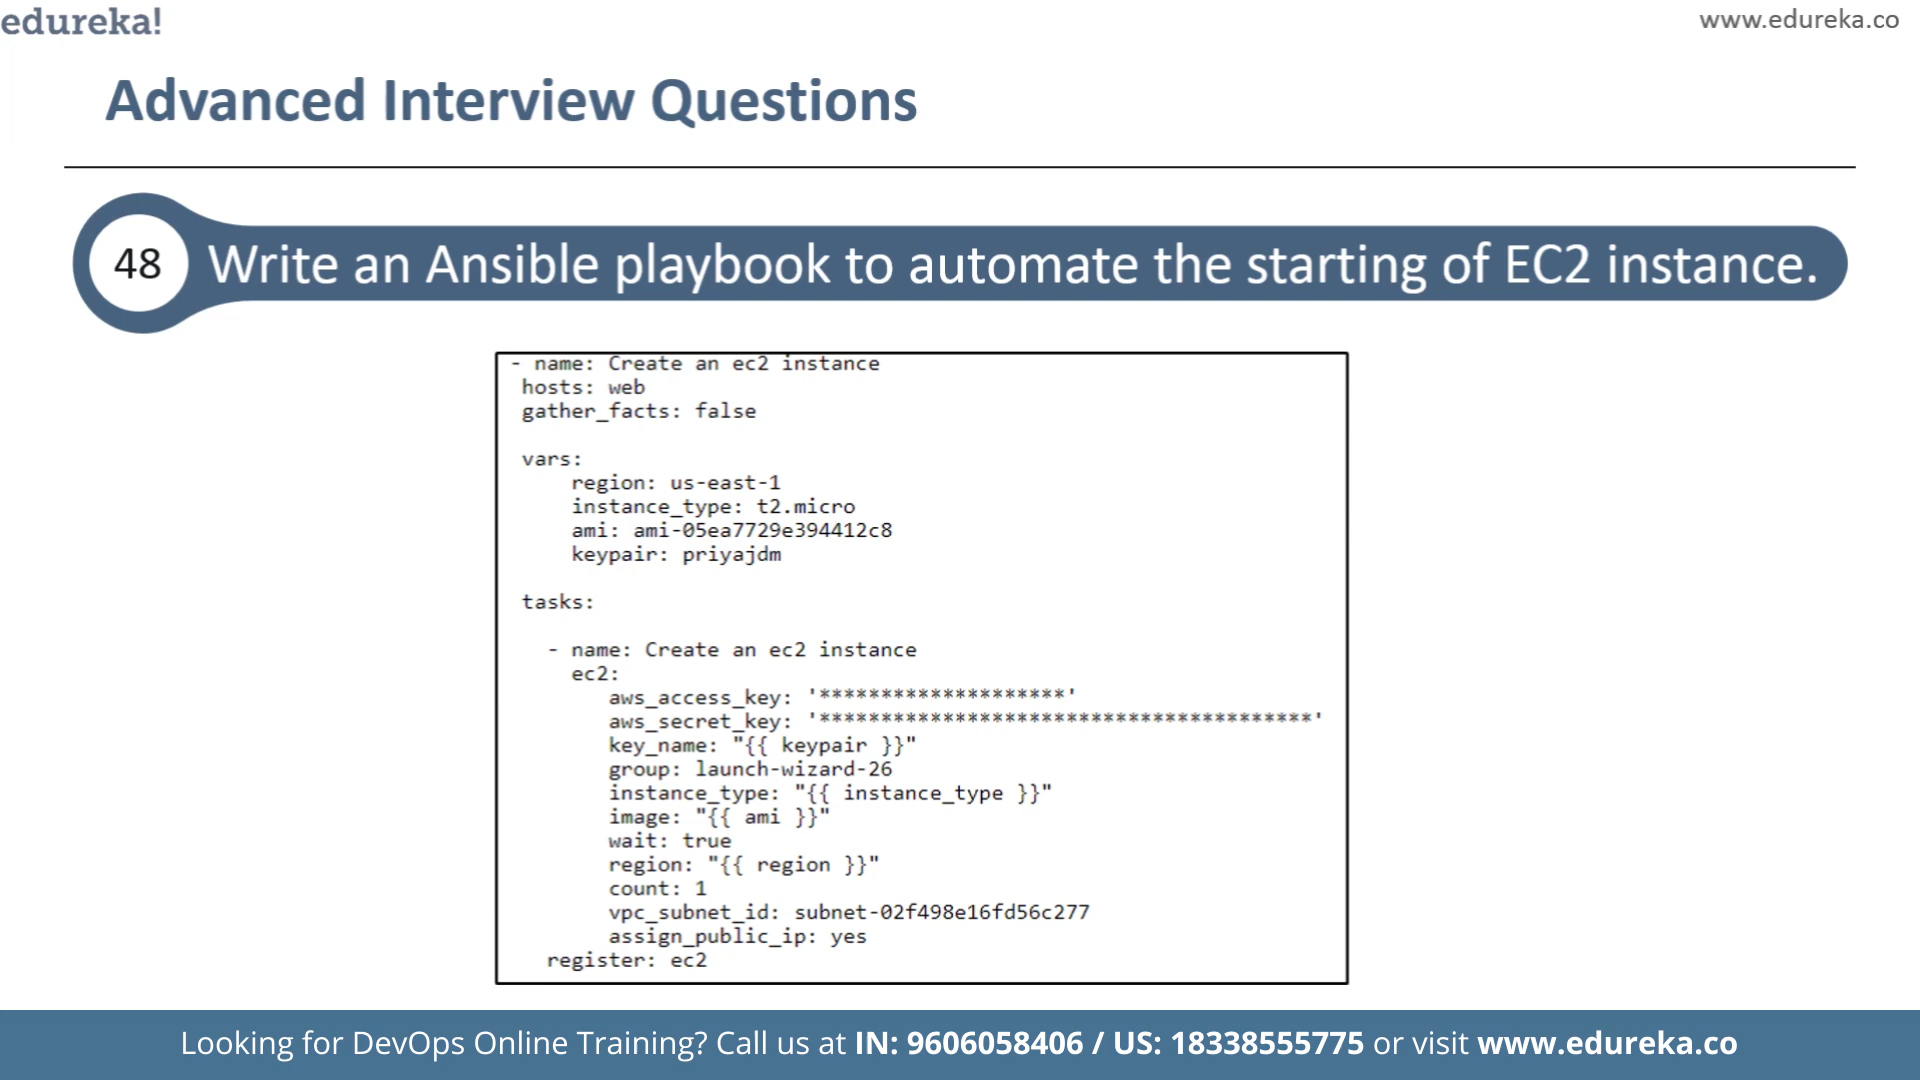 edureka!
www.edureka.co
Advanced Interview Questions
48 Write an Ansible playbook to automate the starting of EC2 instance.
- name: Create an ec2 instance
hosts: web
gather_facts: false
vars:
region: us-east-1
instance_type: t2.micro
ami: ami-05ea7729e394412c8
keypair: priyajdm
tasks:
- name: Create an ec2 instance
ec2:
aws_access_key: '********************'
aws_secret_key: '****************************************'
key_name: "{{ keypair }}"
group: launch-wizard-26
instance_type: "{{ instance_type }}"
image: "{{ ami }}"
wait: true
region: "{{ region }}"
count: 1
vpc_subnet_id: subnet-02f498e16fd56c277
assign_public_ip: yes
register: ec2
Looking for DevOps Online Training? Call us at IN: 9606058406 / US: 18338555775 or visit www.edureka.co